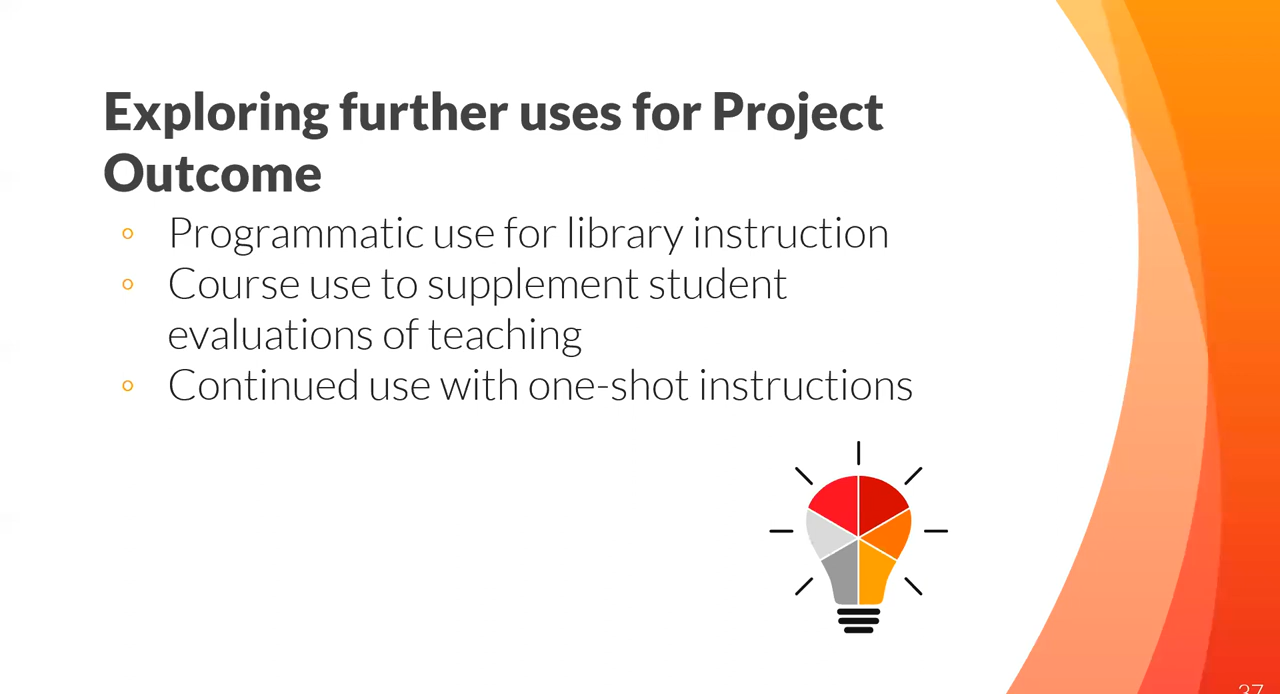 Exploring further uses for Project
Outcome
Programmatic use for library instruction
Course use to supplement student
evaluations of teaching
Continued use with one-shot instructions
37